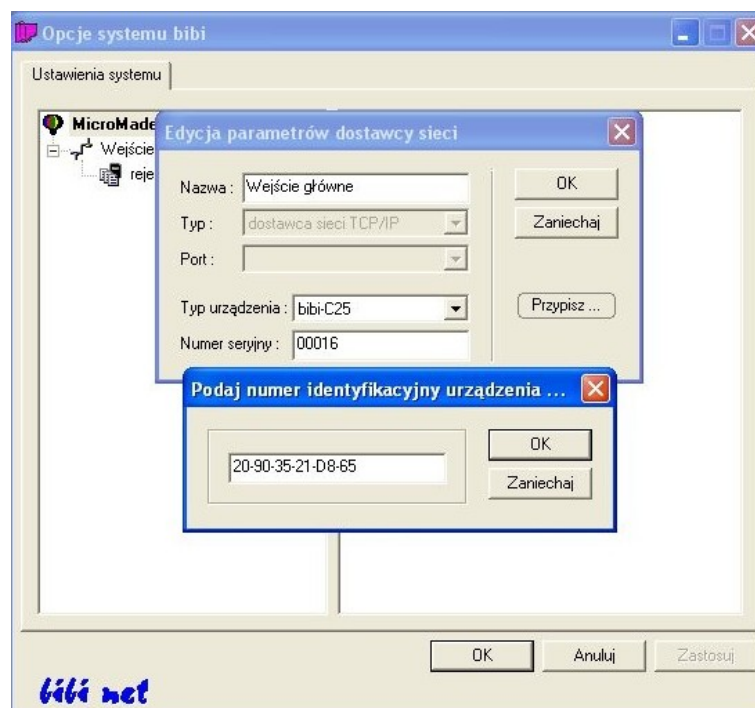 Opcje systemu bibi
Ustawienia systemu
MicroMade
Wejście
reje
Edycja parametrów dostawcy sieci
Nazwa : Wejście główne
Typ : dostawca sieci TCP/IP
Port :
Typ urządzenia : bibi-C25
Numer seryjny : 00016
OK
Zaniechaj
Przypisz ...
Podaj numer identyfikacyjny urządzenia ...
20-90-35-21-D8-65
OK
Zaniechaj
OK Anuluj Zastosuj
bibi net